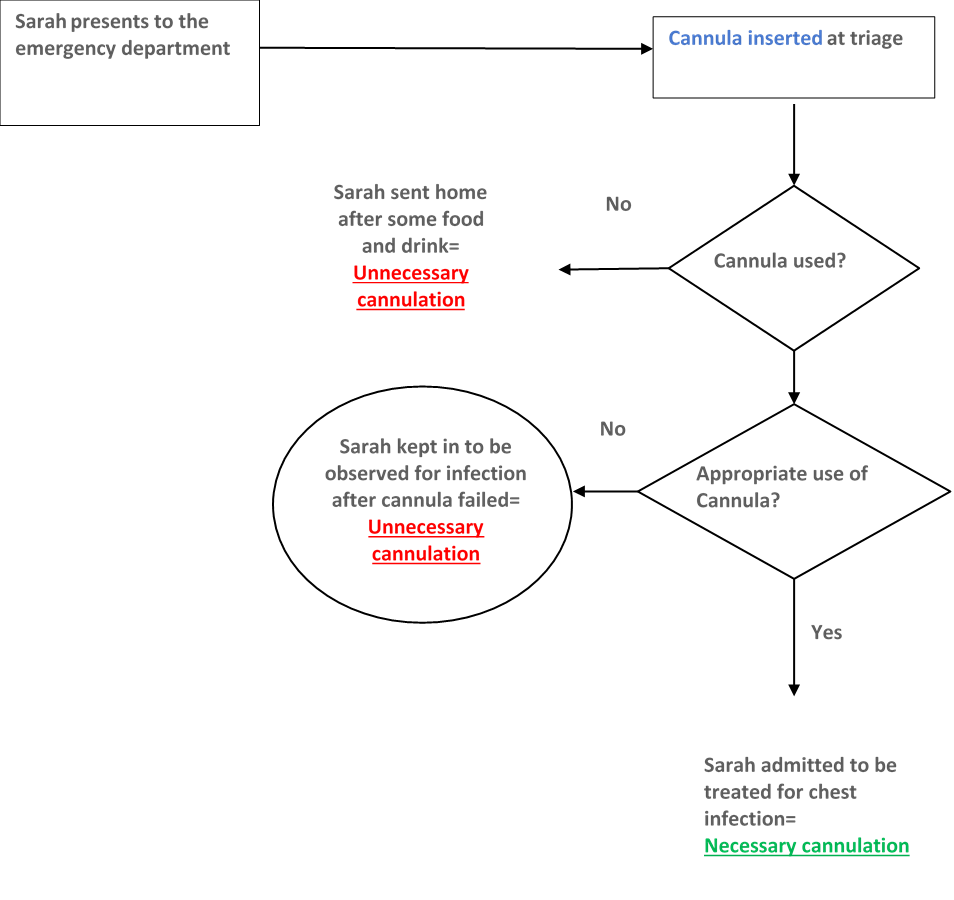 Sarah presents to the
emergency department
Cannula inserted at triage
Cannula used?
No
Sarah sent home
after some food
and drink=
Unnecessary
cannulation
Appropriate use of
Cannula?
No
Sarah kept in to be
observed for infection
after cannula failed=
Unnecessary
cannulation
Yes
Sarah admitted to be
treated for chest
infection=
Necessary cannulation